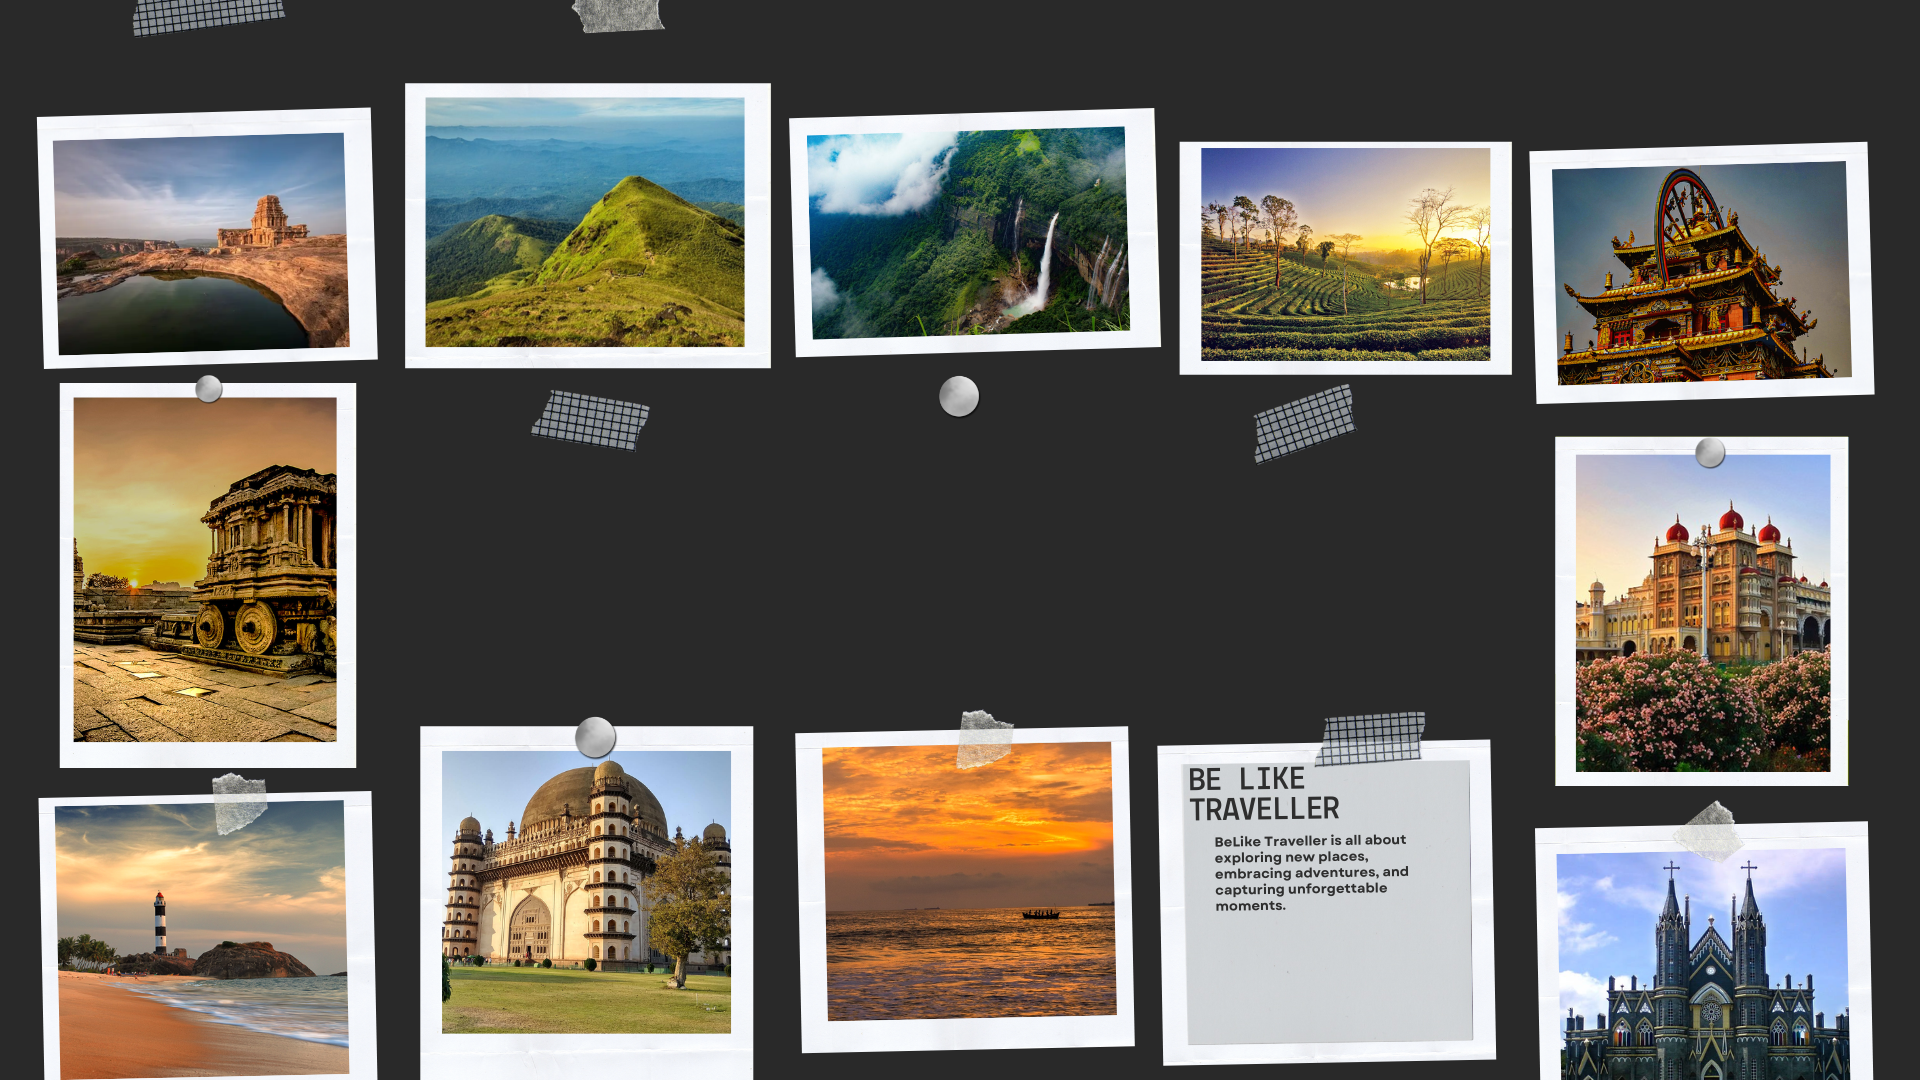 BE LIKE
TRAVELLER
BeLike Traveller is all about
exploring new places,
embracing adventures, and
capturing unforgettable
moments.